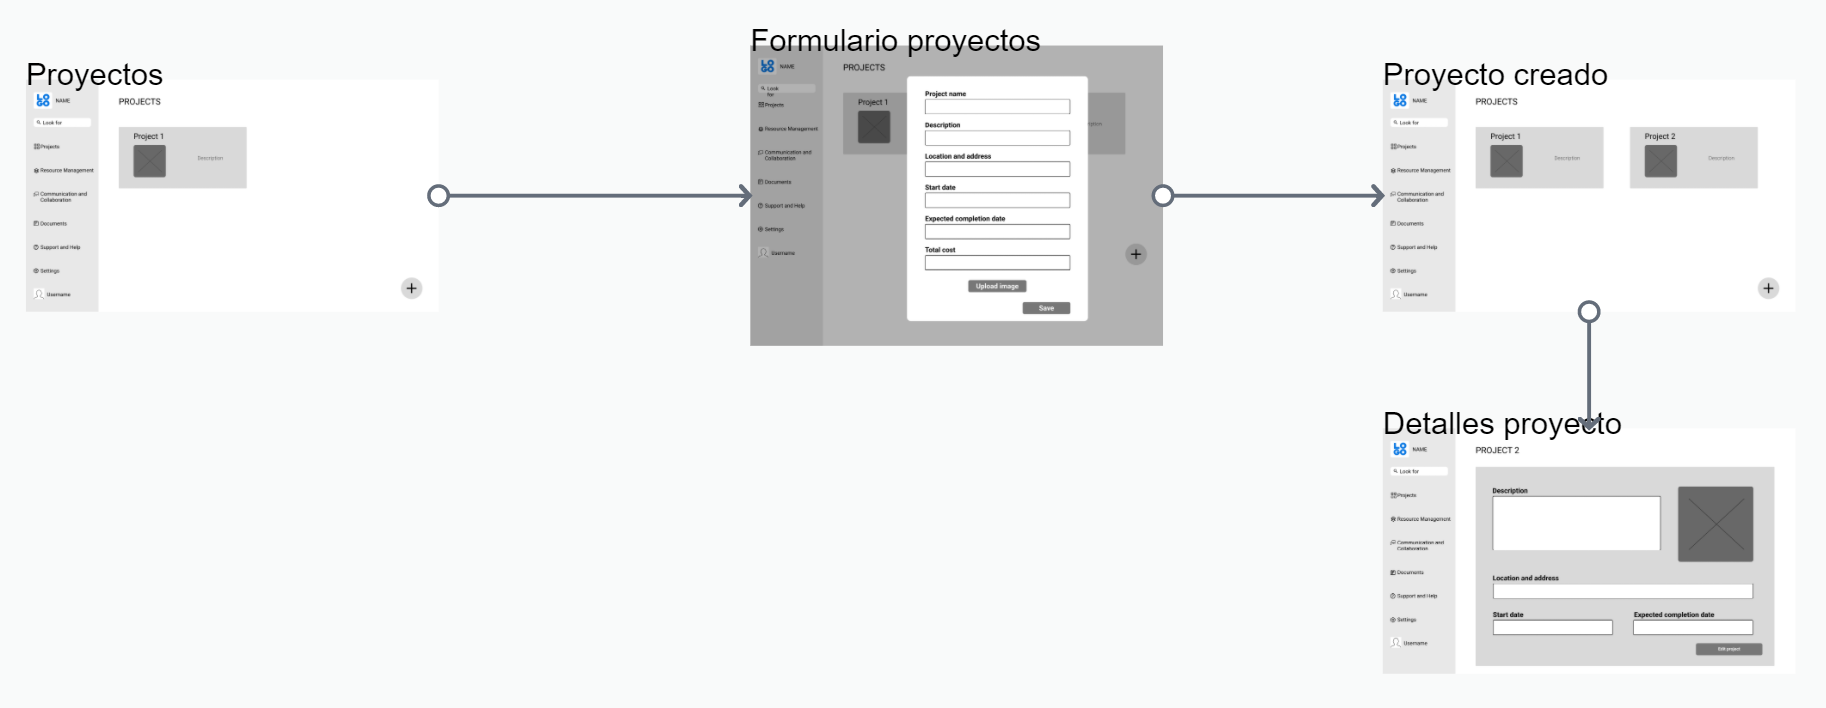 Proyectos
LOGO NAME
Look for
Projects
Resource Management
Communication and
Collaboration
Documents
Support and Help
Settings
Username
PROJECTS
Project 1
Description
+
Formulario proyectos
LOGO NAME
Look
for
Projects
Resource Management
Communication and
Collaboration
Documents
Support and Help
Settings
Username
PROJECTS
Project 1
Project name
Description
Location and address
Start date
Expected completion date
Total cost
Upload image
Save
+
Proyecto creado
LOGO NAME
Look for
Projects
Resource Management
Communication and
Collaboration
Documents
Support and Help
Settings
Username
PROJECTS
Project 1
Description
Project 2
Description
+
Detalles proyecto
LOGO NAME
Look for
Projects
Resource Management
Communication and
Collaboration
Documents
Support and Help
Settings
Username
PROJECT 2
Description
Location and address
Start date
Expected completion date
Edit project